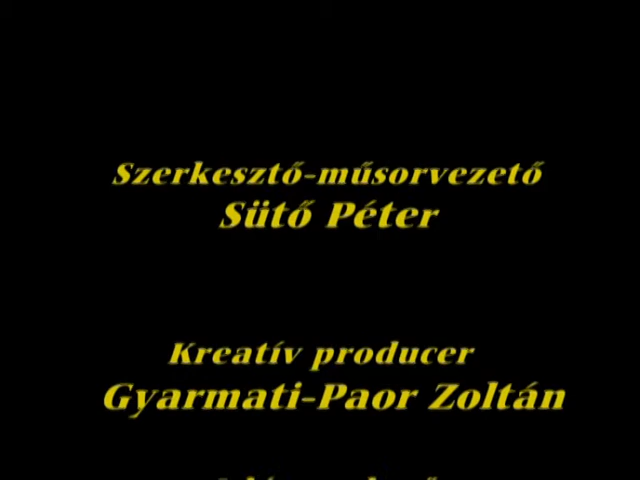 Szerkesztő-műsorvezető
Sütő Péter
Kreatív producer
Gyarmati-Paor Zoltán